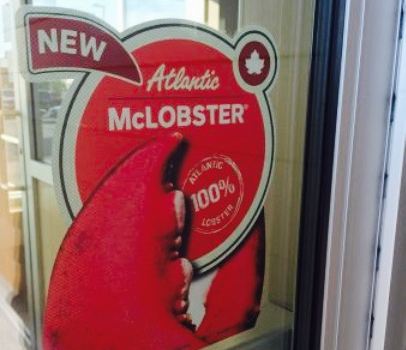 NEW
Atlantic
McLOBSTER®
ATLANTIC
100%
LOBSTER